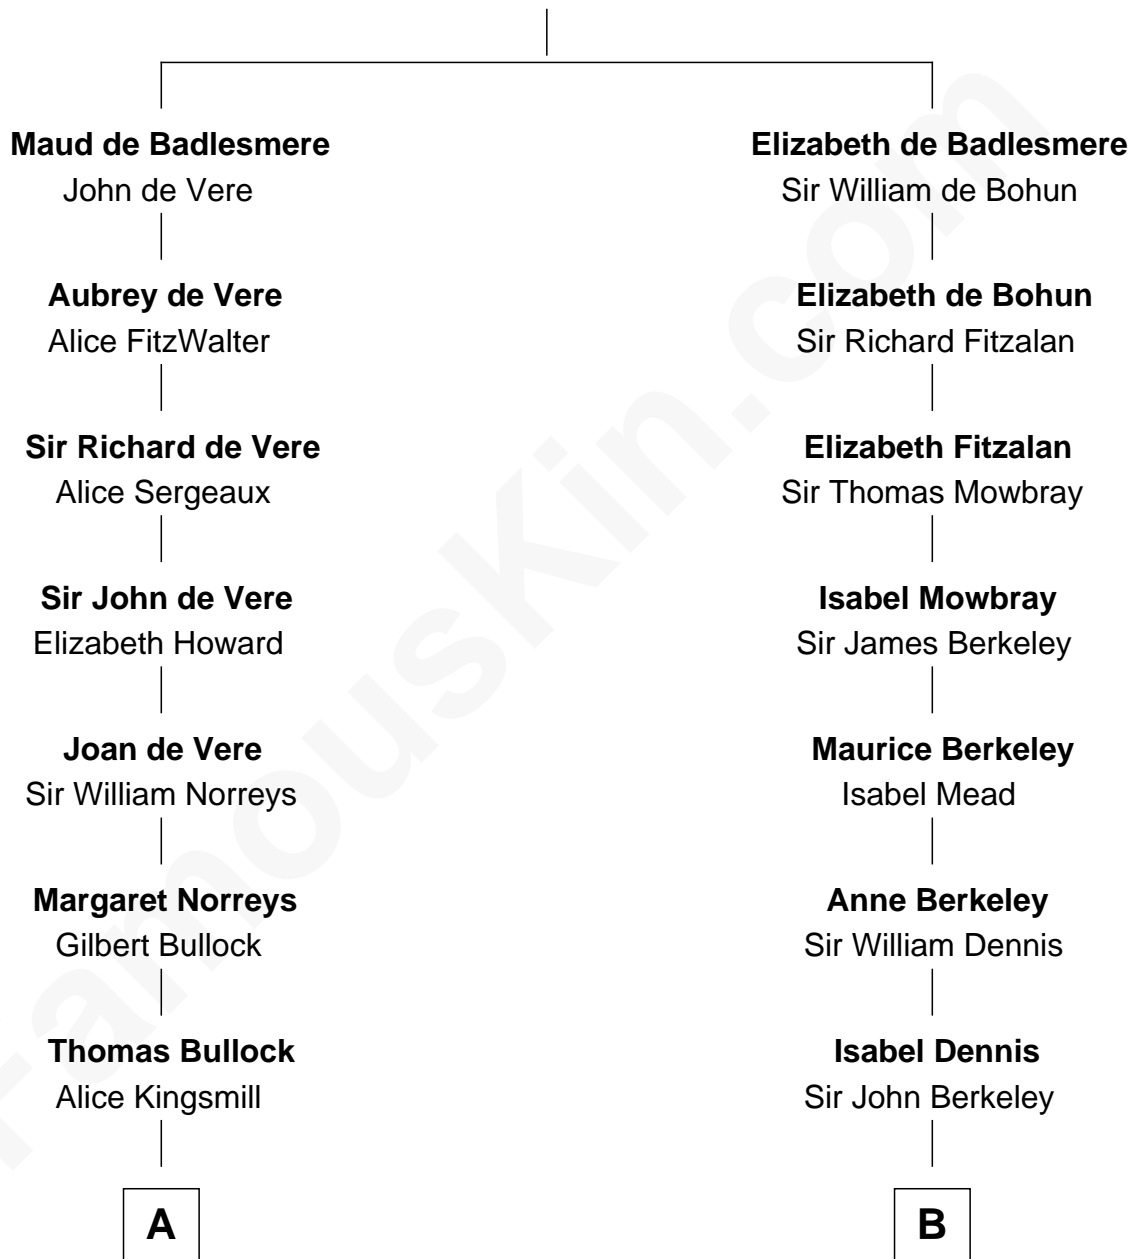 Maud de Badlesmere
John de Vere
Aubrey de Vere
Alice FitzWalter
Sir Richard de Vere
Alice Sergeaux
Sir John de Vere
Elizabeth Howard
Joan de Vere
Sir William Norreys
Margaret Norreys
Gilbert Bullock
Thomas Bullock
Alice Kingsmill
A
Elizabeth de Badlesmere
Sir William de Bohun
Elizabeth de Bohun
Sir Richard Fitzalan
Elizabeth Fitzalan
Sir Thomas Mowbray
Isabel Mowbray
Sir James Berkeley
Maurice Berkeley
Isabel Mead
Anne Berkeley
Sir William Dennis
Isabel Dennis
Sir John Berkeley
B
FamousKin.com